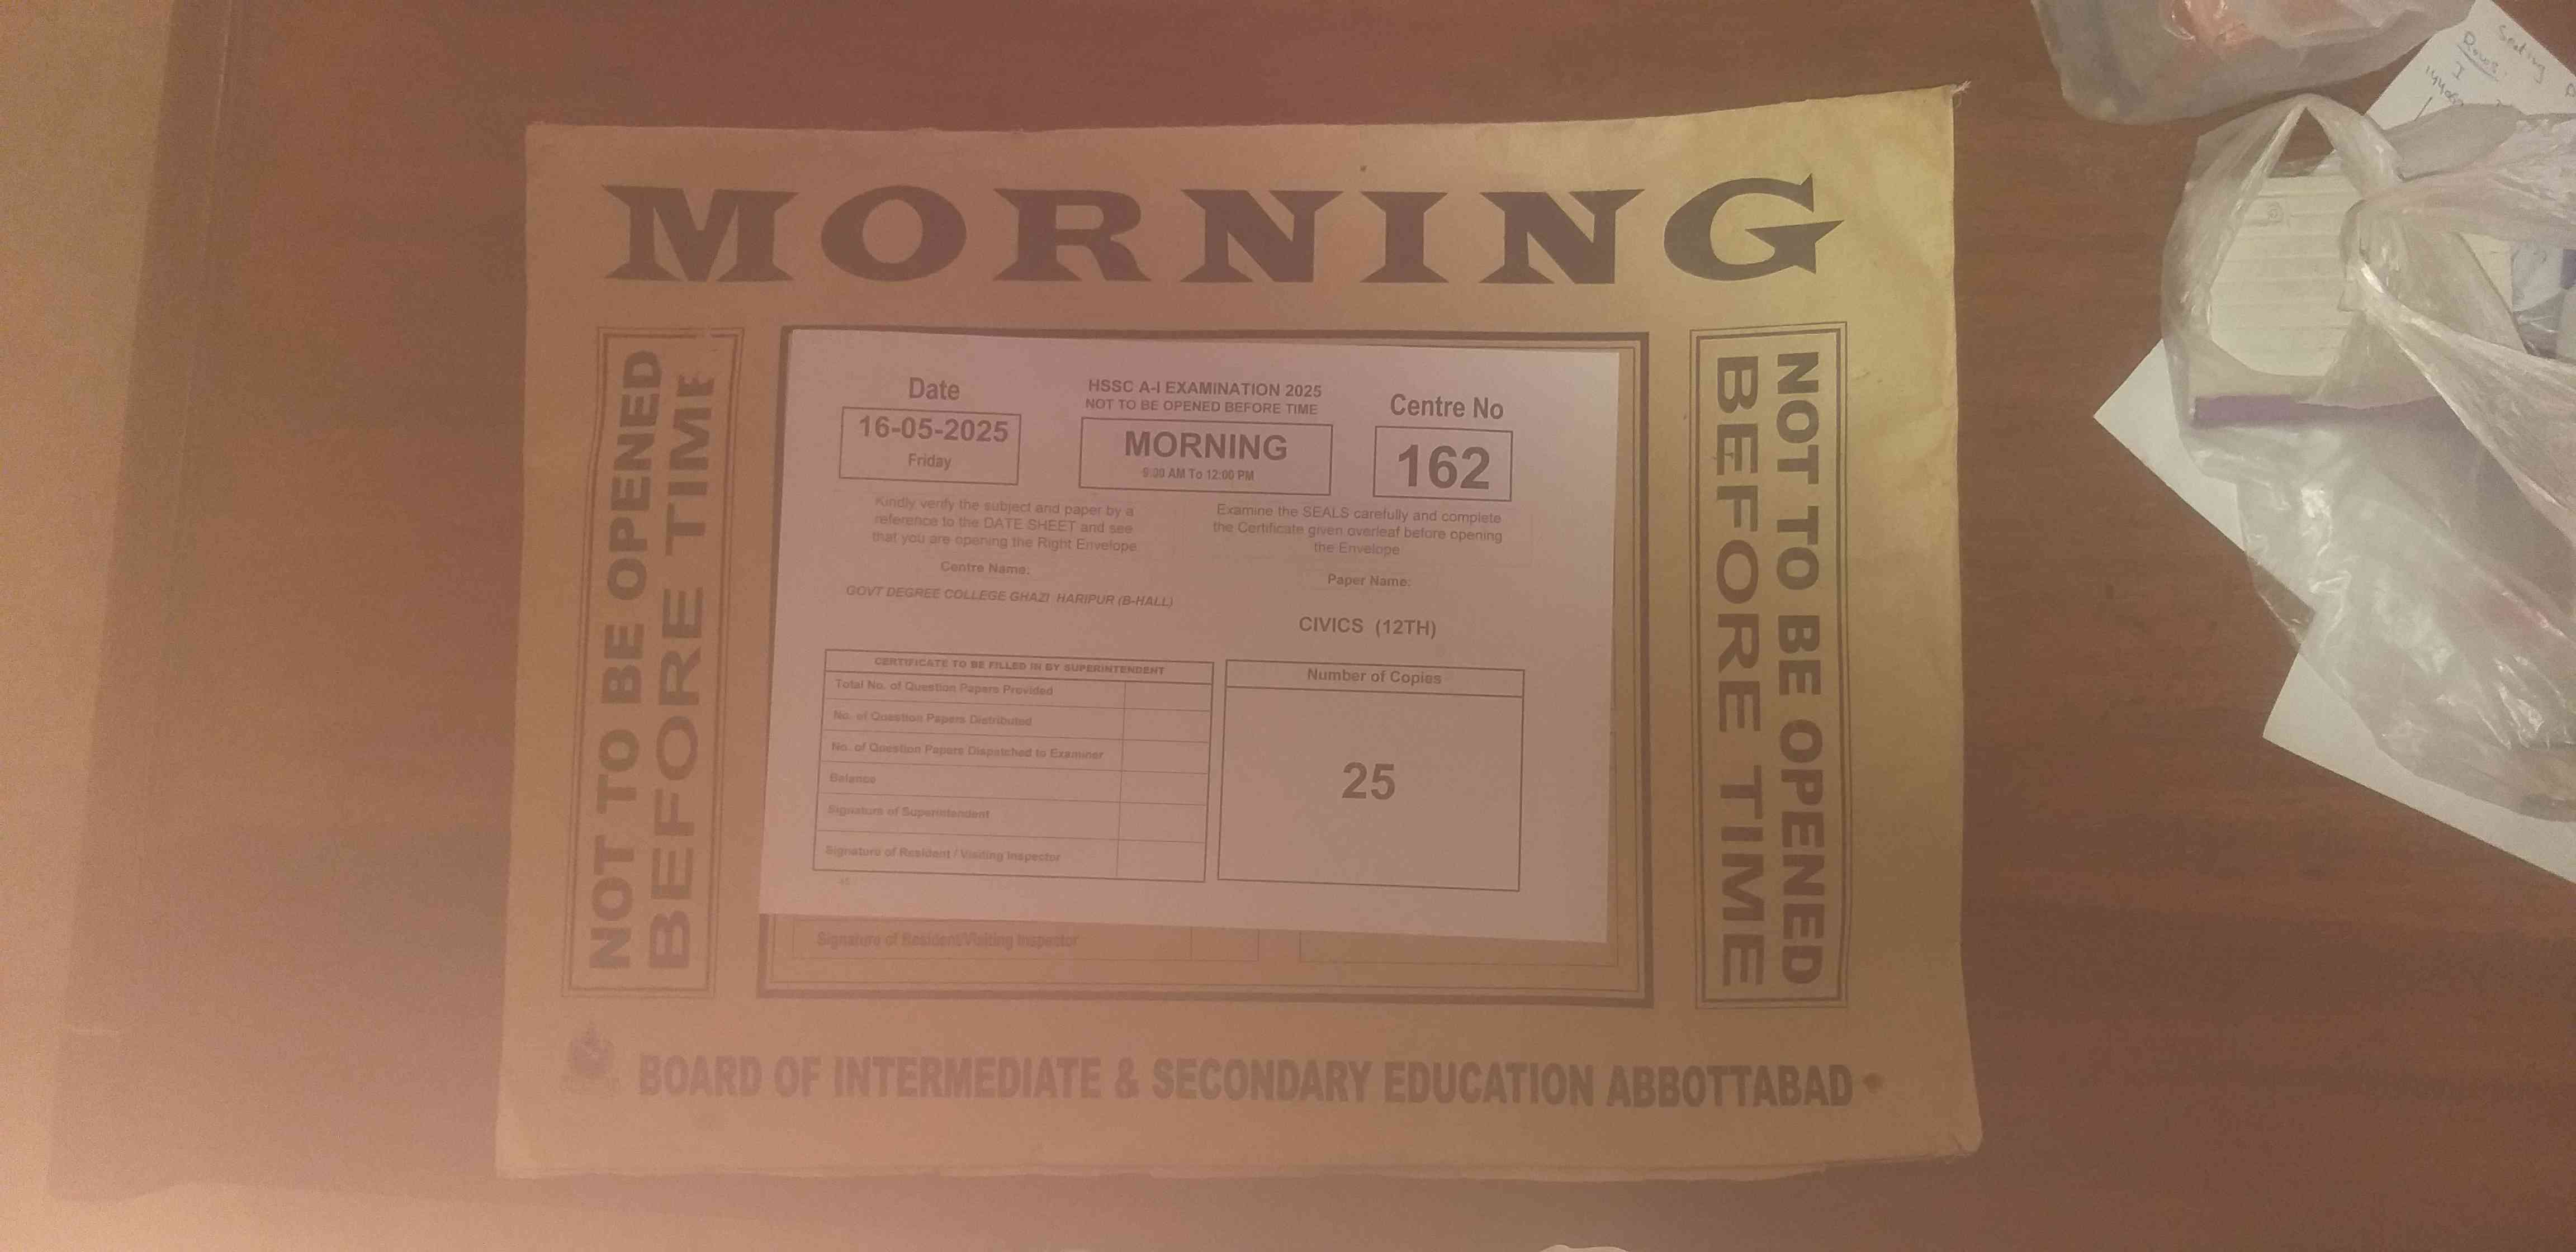 MORNING
NOT TO BE OPENED
BEFORE TIME
Date
16-05-2025
Friday
HSSC A-I EXAMINATION 2025
NOT TO BE OPENED BEFORE TIME
MORNING
9:00 AM To 12:00 PM
Centre No
162
Kindly verify the subject and paper by a
reference to the DATE SHEET and see
that you are opening the Right Envelope
Examine the SEALS carefully and complete
the Certificate given overleaf before opening
the Envelope
Centre Name:
GOVT DEGREE COLLEGE GHAZI HARIPUR (B-HALL)
Paper Name:
CIVICS (12TH)
CERTIFICATE TO BE FILLED IN BY SUPERINTENDENT
Total No. of Question Papers Provided
No. of Question Papers Distributed
No. of Question Papers Dispatched to Examiner
Balance
Signature of Superintendent
Signature of Resident / Visiting Inspector
Number of Copies
25
Signature of Resident/Visiting Inspector
NOT TO BE OPENED
BEFORE TIME
BOARD OF INTERMEDIATE & SECONDARY EDUCATION ABBOTTABAD
Seating
Rows.
I